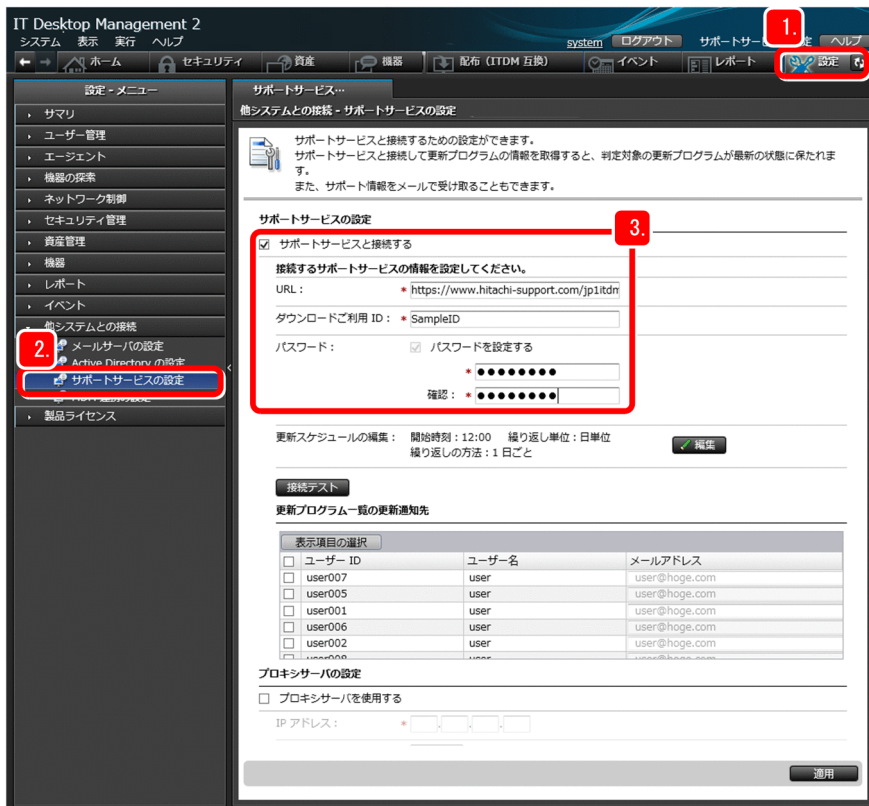 IT Desktop Management 2
システム 表示 実行 ヘルプ
system ログアウト サポートサービ 定 ヘルプ
1.
ホーム セキュリティ 資産 機器 配布 (ITDM 互換) イベント レポート 設定
設定 - メニュー
サマリ
ユーザー管理
エージェント
機器の探索
ネットワーク制御
セキュリティ管理
資産管理
機器
レポート
イベント
他システムとの接続
2.
メールサーバの設定
Active Directory の設定
サポートサービスの設定
製品ライセンス
サポートサービス…
他システムとの接続 - サポートサービスの設定
サポートサービスと接続するための設定ができます。
サポートサービスと接続して更新プログラムの情報を取得すると、判定対象の更新プログラムが最新の状態に保たれま
す。
また、サポート情報をメールで受け取ることもできます。
サポートサービスの設定
3.
サポートサービスと接続する
接続するサポートサービスの情報を設定してください。
URL : * https://www.hitachi-support.com/jp1itdm
ダウンロードご利用 ID : * SampleID
パスワード : パスワードを設定する
* ●●●●●●●●
確認 : * ●●●●●●●●
更新スケジュールの編集 : 開始時刻 : 12:00 繰り返し単位 : 日単位
繰り返しの方法 : 1 日ごと
編集
接続テスト
更新プログラム一覧の更新通知先
表示項目の選択
ユーザー ID ユーザー名 メールアドレス
user007 user user@hoge.com
user005 user user@hoge.com
user001 user user@hoge.com
user006 user user@hoge.com
user002 user user@hoge.com
user008 user user@hoge.com
プロキシサーバの設定
プロキシサーバを使用する
IP アドレス : * . . .
適用